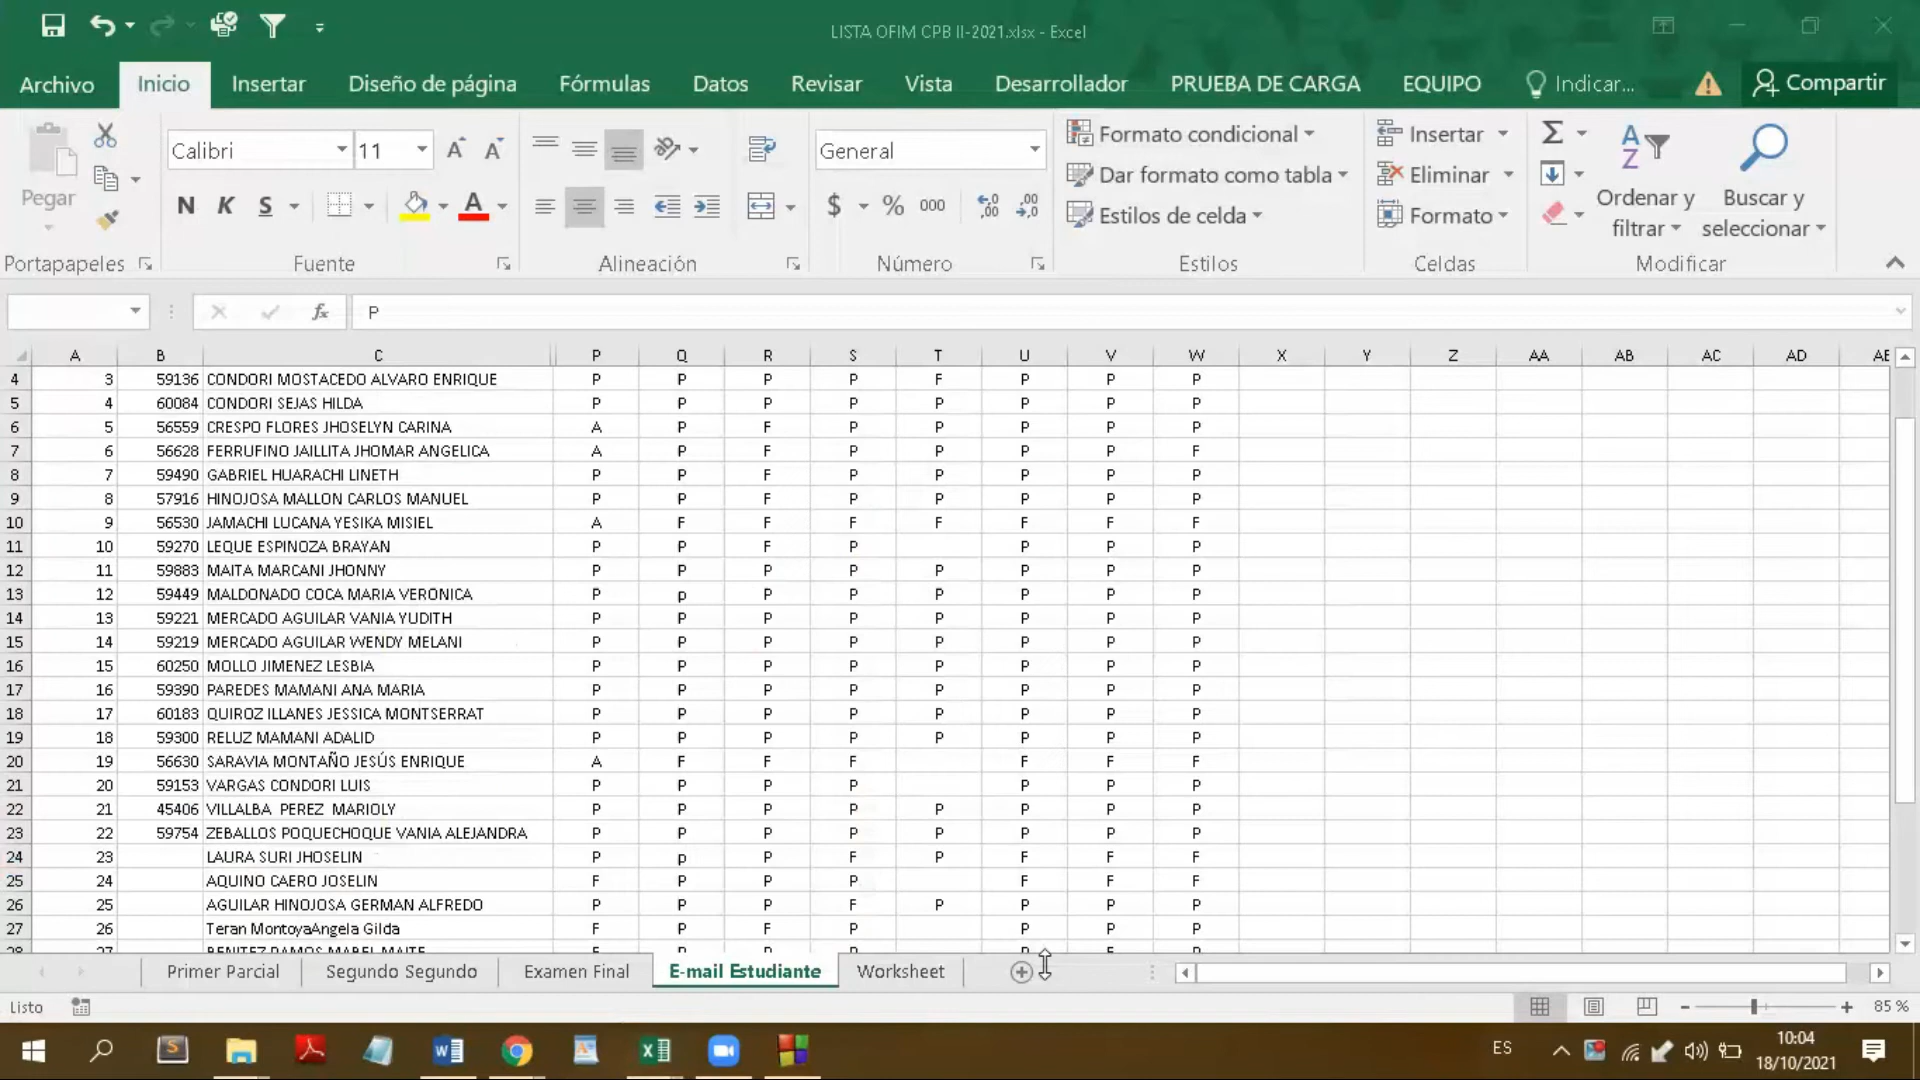 LISTA OFIM CPB II-2021.xlsx - Excel
Archivo Inicio Insertar Diseño de página Fórmulas Datos Revisar Vista Desarrollador PRUEBA DE CARGA EQUIPO Indicar... Compartir
Pegar Calibri 11 General Formato condicional Insertar
Dar formato como tabla Eliminar Ordenar y filtrar Buscar y seleccionar
N K S A $ % 000 Estilos de celda Formato
Portapapeles Fuente Alineación Número Estilos Celdas Modificar
fx P
A B C P Q R S T U V W X Y Z AA AB AC AD AE
4 3 59136 CONDORI MOSTACEDO ALVARO ENRIQUE P P P P F P P P
5 4 60084 CONDORI SEJAS HILDA P P P P P P P P
6 5 56559 CRESPO FLORES JHOSELYN CARINA A P F P P P P P
7 6 56628 FERRUFINO JAILLITA JHOMAR ANGELICA A P F P P P P F
8 7 59490 GABRIEL HUARACHI LINETH P P F P P P P P
9 8 57916 HINOJOSA MALLON CARLOS MANUEL P P F P P P P P
10 9 56530 JAMACHI LUCANA YESIKA MISIEL A F F F F F F F
11 10 59270 LEQUE ESPINOZA BRAYAN P P F P P P P
12 11 59883 MAITA MARCANI JHONNY P P P P P P P P
13 12 59449 MALDONADO COCA MARIA VERONICA P p P P P P P P
14 13 59221 MERCADO AGUILAR VANIA YUDITH P P P P P P P P
15 14 59219 MERCADO AGUILAR WENDY MELANI P P P P P P P P
16 15 60250 MOLLO JIMENEZ LESBIA P P P P P P P P
17 16 59390 PAREDES MAMANI ANA MARIA P P P P P P P P
18 17 60183 QUIROZ ILLANES JESSICA MONTSERRAT P P P P P P P P
19 18 59300 RELUZ MAMANI ADALID P P P P P P P P
20 19 56630 SARAVIA MONTAÑO JESÚS ENRIQUE A F F F F F F
21 20 59153 VARGAS CONDORI LUIS P P P P P P P
22 21 45406 VILLALBA PEREZ MARIOLY P P P P P P P P
23 22 59754 ZEBALLOS POQUECHOQUE VANIA ALEJANDRA P P P P P P P P
24 23 LAURA SURI JHOSELIN P p P F P F F F
25 24 AQUINO CAERO JOSELIN F P P P F F F
26 25 AGUILAR HINOJOSA GERMAN ALFREDO P P P F P P P P
27 26 Teran MontoyaAngela Gilda F P F P P P P
28 27 BENITEZ RAMOS MABEL MAITE F P P P P F P
Primer Parcial Segundo Segundo Examen Final E-mail Estudiante Worksheet
Listo 85 %
ES 10:04
18/10/2021